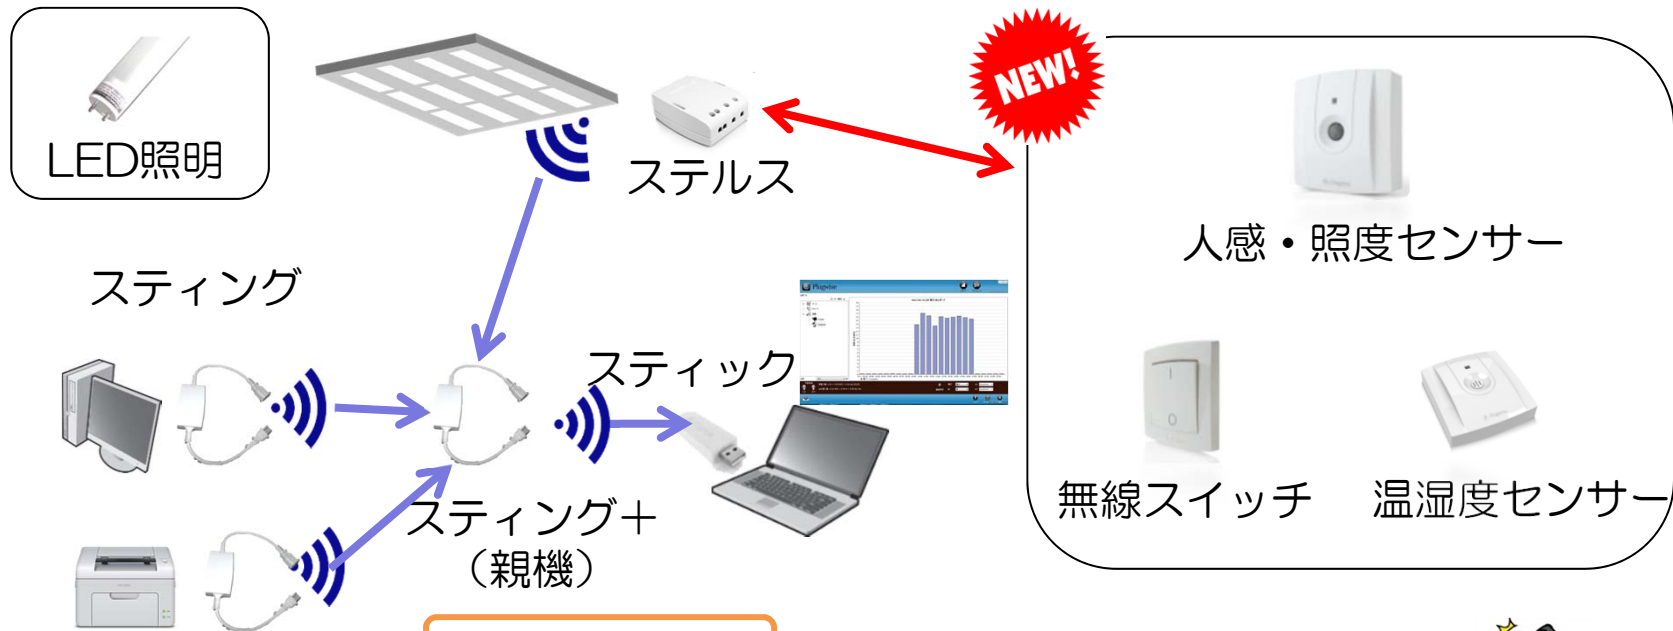 LED照明
ステルス
NEW!
人感・照度センサー
スティング
Plugwise
スティック
無線スイッチ
温湿度センサー
スティング＋
（親機）